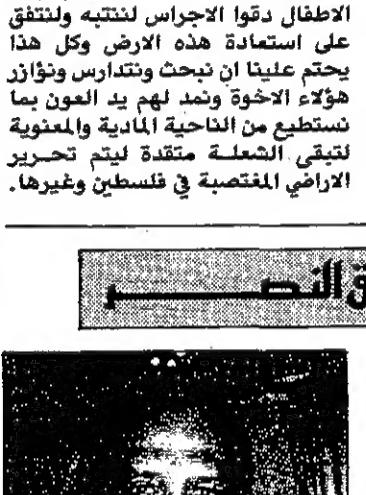 الاطفال دقوا الاجراس لننتبه ولنتفق
على استعادة هذه الارض وكل هذا
يحتم علينا ان نبحث ونتدارس ونؤازر
هؤلاء الاخوة ونمد لهم يد العون بما
نستطيع من الناحية المادية والمعنوية
لتبقى الشعلة متقدة ليتم تحرير
الاراضي المغتصبة في فلسطين وغيرها.
النصر